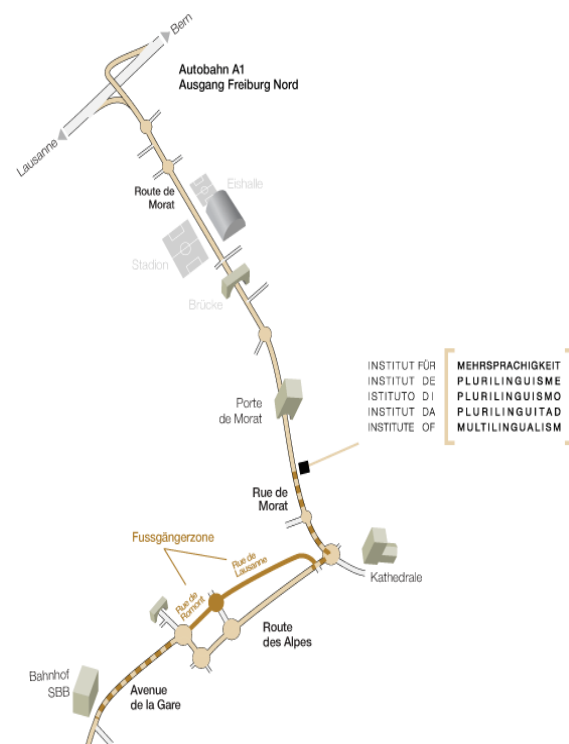 Bern
Autobahn A1
Ausgang Freiburg Nord
Lausanne
Route de
Morat
Eishalle
Stadion
Brücke
INSTITUT FÜR MEHRSPRACHIGKEIT
INSTITUT DE PLURILINGUISME
ISTITUTO DI PLURILINGUISMO
INSTITUT DA PLURILINGUITAD
INSTITUTE OF MULTILINGUALISM
Porte
de Morat
Rue de
Morat
Fussgängerzone
Rue de
Lausanne
Kathedrale
Rue de
Romont
Route
des Alpes
Bahnhof
SBB
Avenue
de la Gare